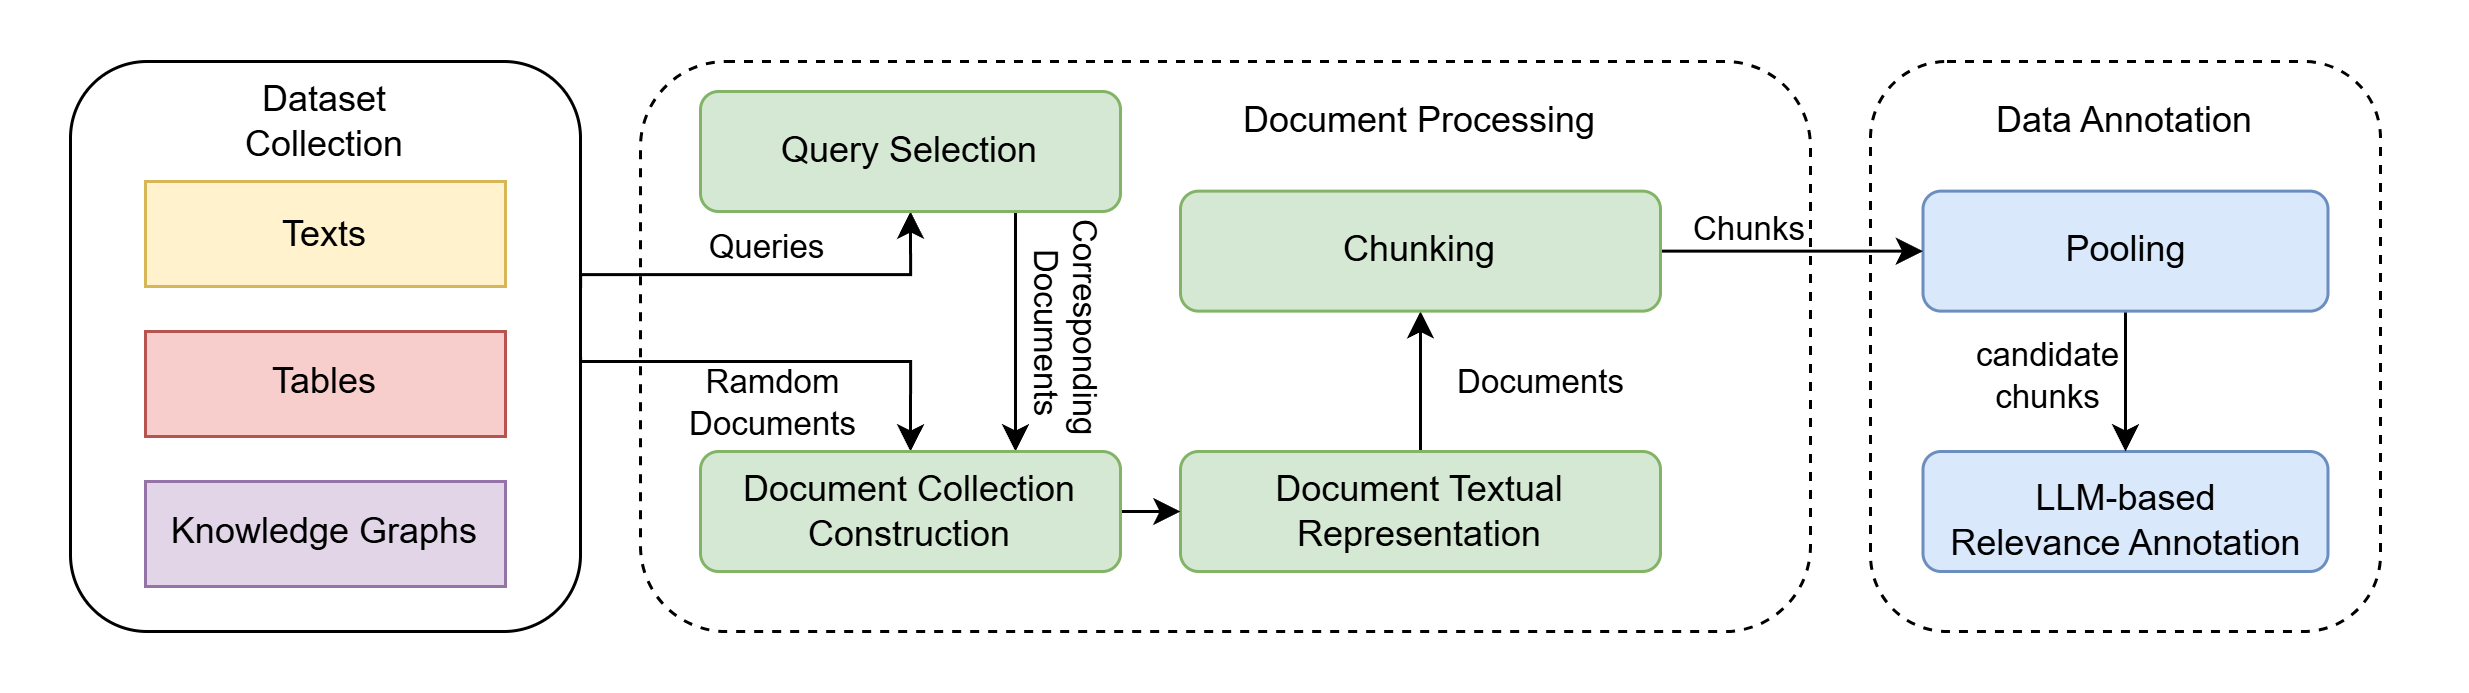 Dataset
Collection
Texts
Tables
Knowledge Graphs
Document Processing
Query Selection
Queries
Corresponding
Documents
Ramdom
Documents
Document Collection
Construction
Document Textual
Representation
Documents
Chunking
Chunks
Data Annotation
Pooling
candidate
chunks
LLM-based
Relevance Annotation